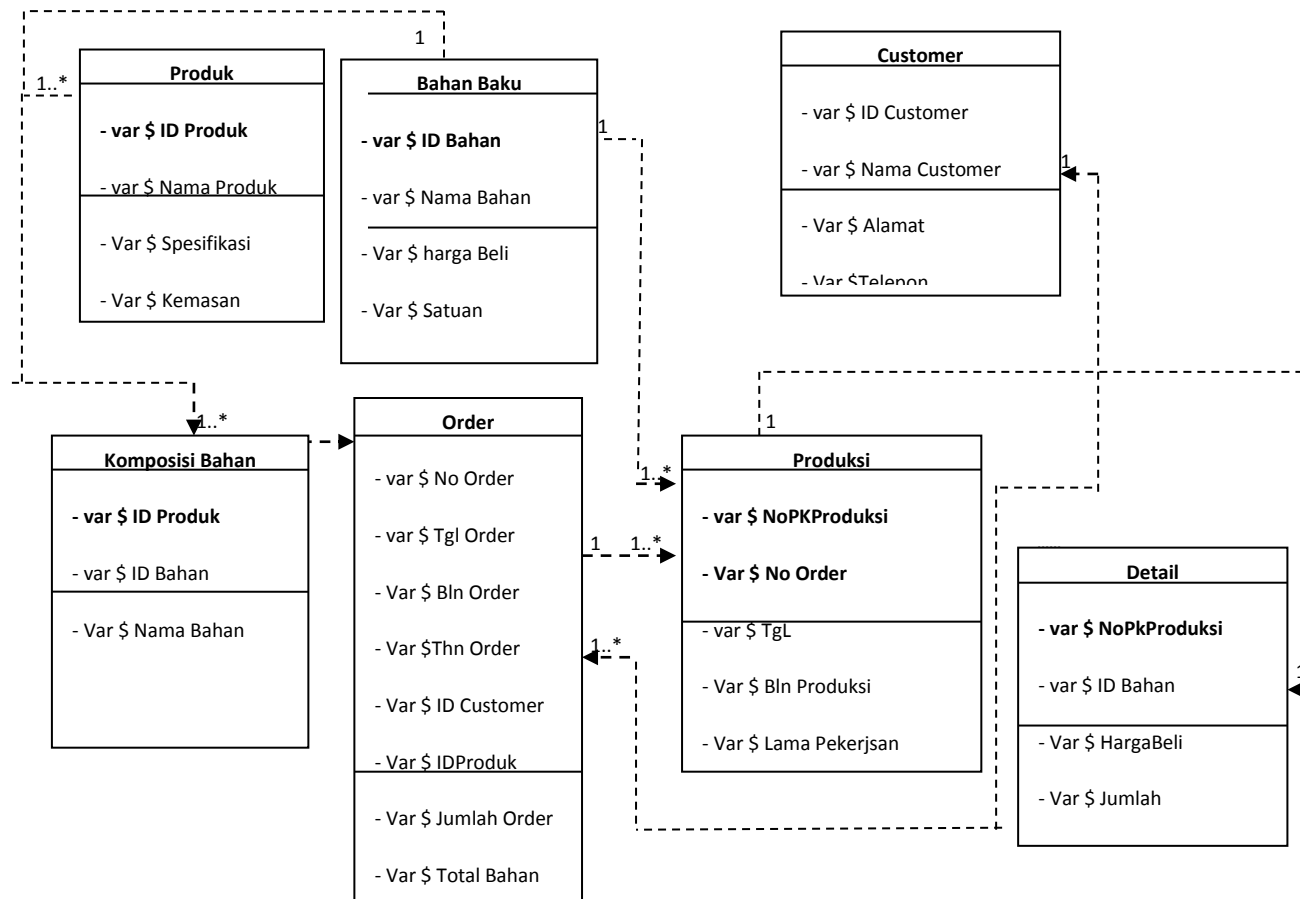 1
Produk
1..*
- var $ ID Produk
- var $ Nama Produk
- Var $ Spesifikasi
- Var $ Kemasan
Bahan Baku
1
- var $ ID Bahan
- var $ Nama Bahan
- Var $ harga Beli
- Var $ Satuan
Customer
- var $ ID Customer
- var $ Nama Customer
1
- Var $ Alamat
- Var $Telepon
1..*
Komposisi Bahan
- var $ ID Produk
- var $ ID Bahan
- Var $ Nama Bahan
Order
- var $ No Order
- var $ Tgl Order
- Var $ Bln Order
- Var $Thn Order
- Var $ ID Customer
- Var $ IDProduk
- Var $ Jumlah Order
- Var $ Total Bahan
1..*
1
1..*
1..*
1
Produksi
- var $ NoPKProduksi
- Var $ No Order
- var $ TgL
- Var $ Bln Produksi
- Var $ Lama Pekerjsan
Detail
- var $ NoPkProduksi
- var $ ID Bahan
1
- Var $ HargaBeli
- Var $ Jumlah